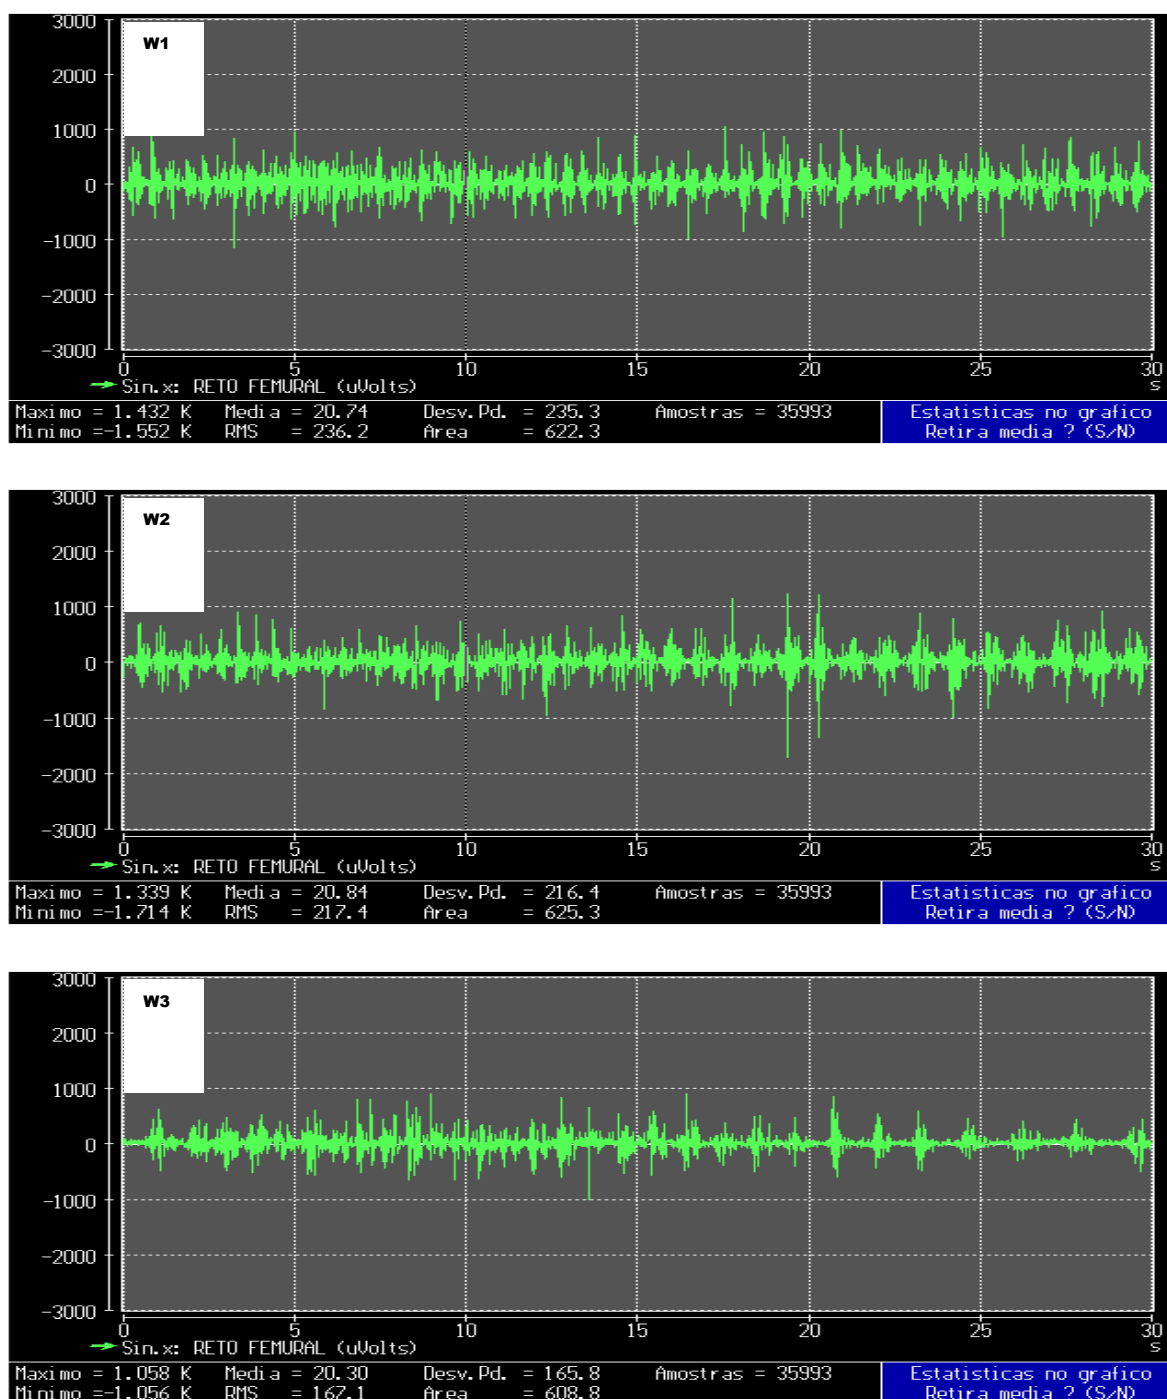 W1
3000
2000
1000
0
-1000
-2000
-3000
0 5 10 15 20 25 30
s
Sin.x: RETO FEMURAL (uVolts)
Maximo = 1.432 K Media = 20.74 Desv.Pd. = 235.3 Amostras = 35993 Estatisticas no grafico
Minimo =-1.552 K RMS = 236.2 Area = 622.3 Retira media ? (S/N)
W2
3000
2000
1000
0
-1000
-2000
-3000
0 5 10 15 20 25 30
s
Sin.x: RETO FEMURAL (uVolts)
Maximo = 1.339 K Media = 20.84 Desv.Pd. = 216.4 Amostras = 35993 Estatisticas no grafico
Minimo =-1.714 K RMS = 217.4 Area = 625.3 Retira media ? (S/N)
W3
3000
2000
1000
0
-1000
-2000
-3000
0 5 10 15 20 25 30
s
Sin.x: RETO FEMURAL (uVolts)
Maximo = 1.058 K Media = 20.30 Desv.Pd. = 165.8 Amostras = 35993 Estatisticas no grafico
Minimo =-1.056 K RMS = 167.1 Area = 608.8 Retira media ? (S/N)